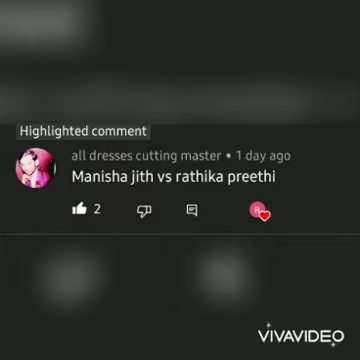 Highlighted comment
all dresses cutting master • 1 day ago
Manisha jith vs rathika preethi
2
R
VIVAVIDEO